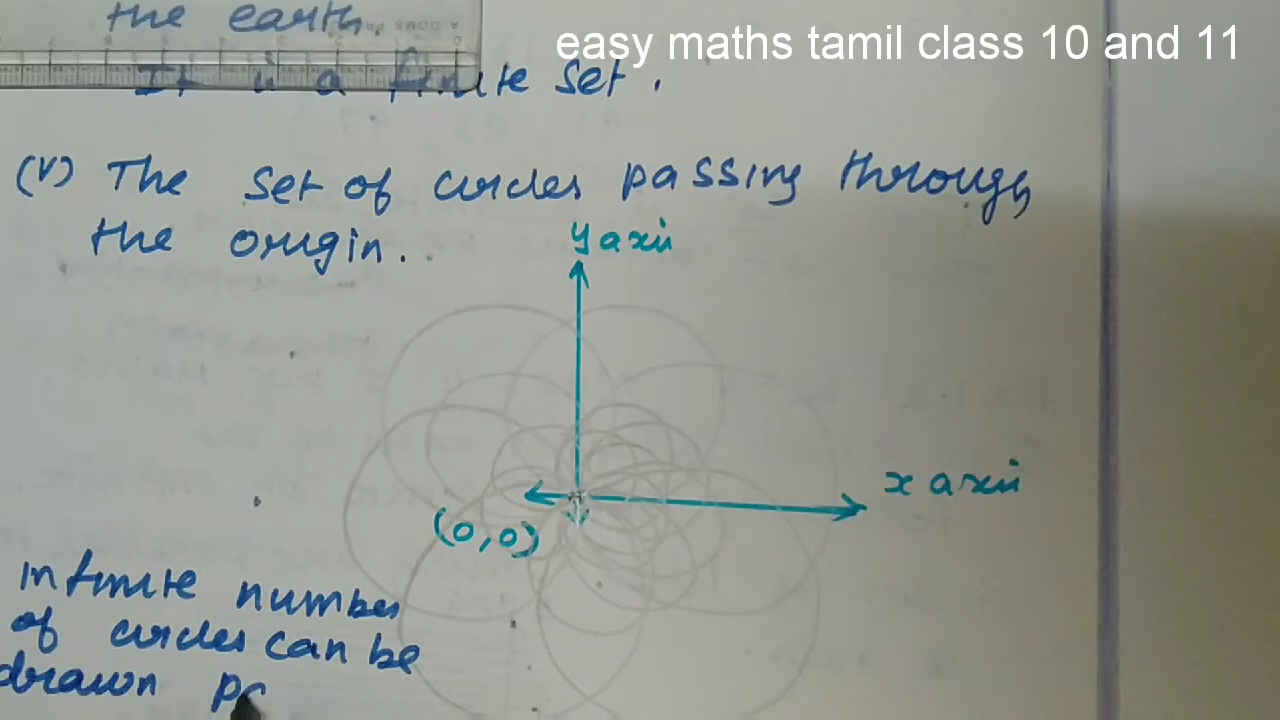 the earth.
easy maths tamil class 10 and 11
It is a finite set.
(v) The set of circles passing through
the origin.
y axis
x axis
(0,0)
infinite number
of circles can be
drawn pa